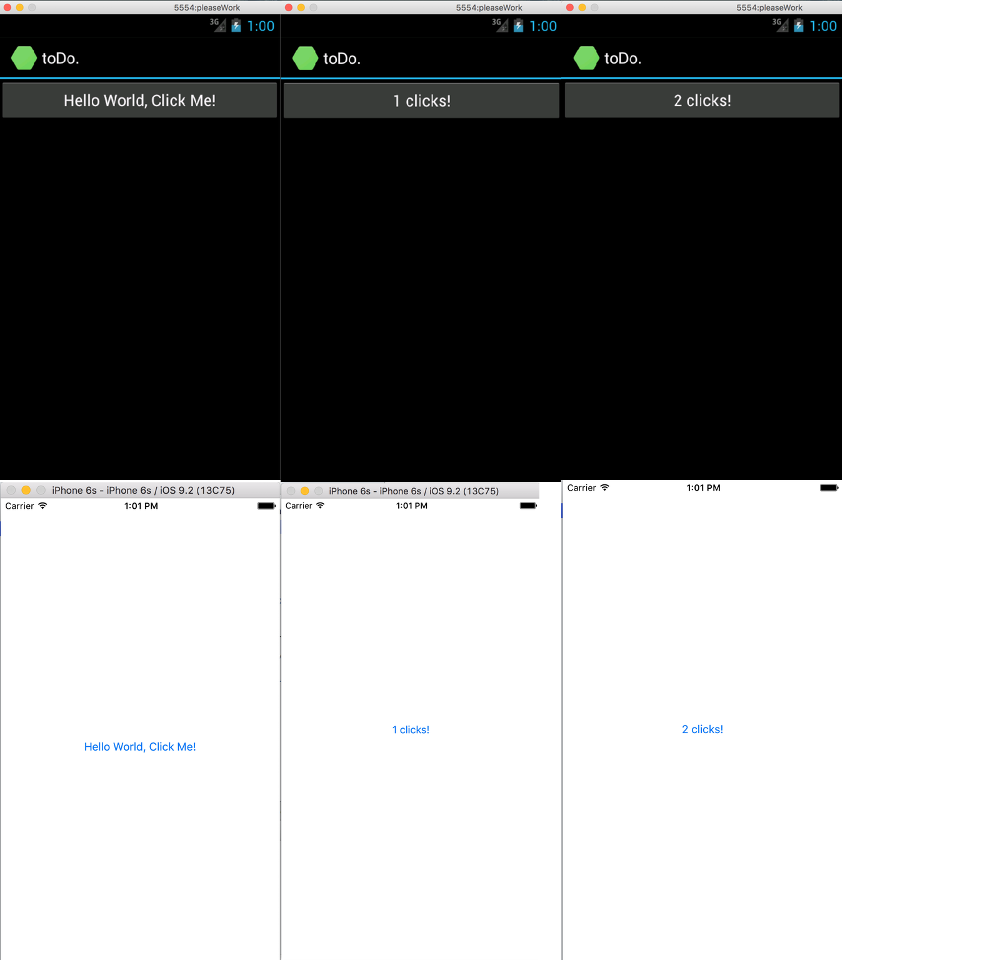 5554:pleaseWork
3G 1:00
toDo.
Hello World, Click Me!
5554:pleaseWork
3G 1:00
toDo.
1 clicks!
5554:pleaseWork
3G 1:00
toDo.
2 clicks!
iPhone 6s - iPhone 6s / iOS 9.2 (13C75)
Carrier 1:01 PM
Hello World, Click Me!
iPhone 6s - iPhone 6s / iOS 9.2 (13C75)
Carrier 1:01 PM
1 clicks!
Carrier 1:01 PM
2 clicks!